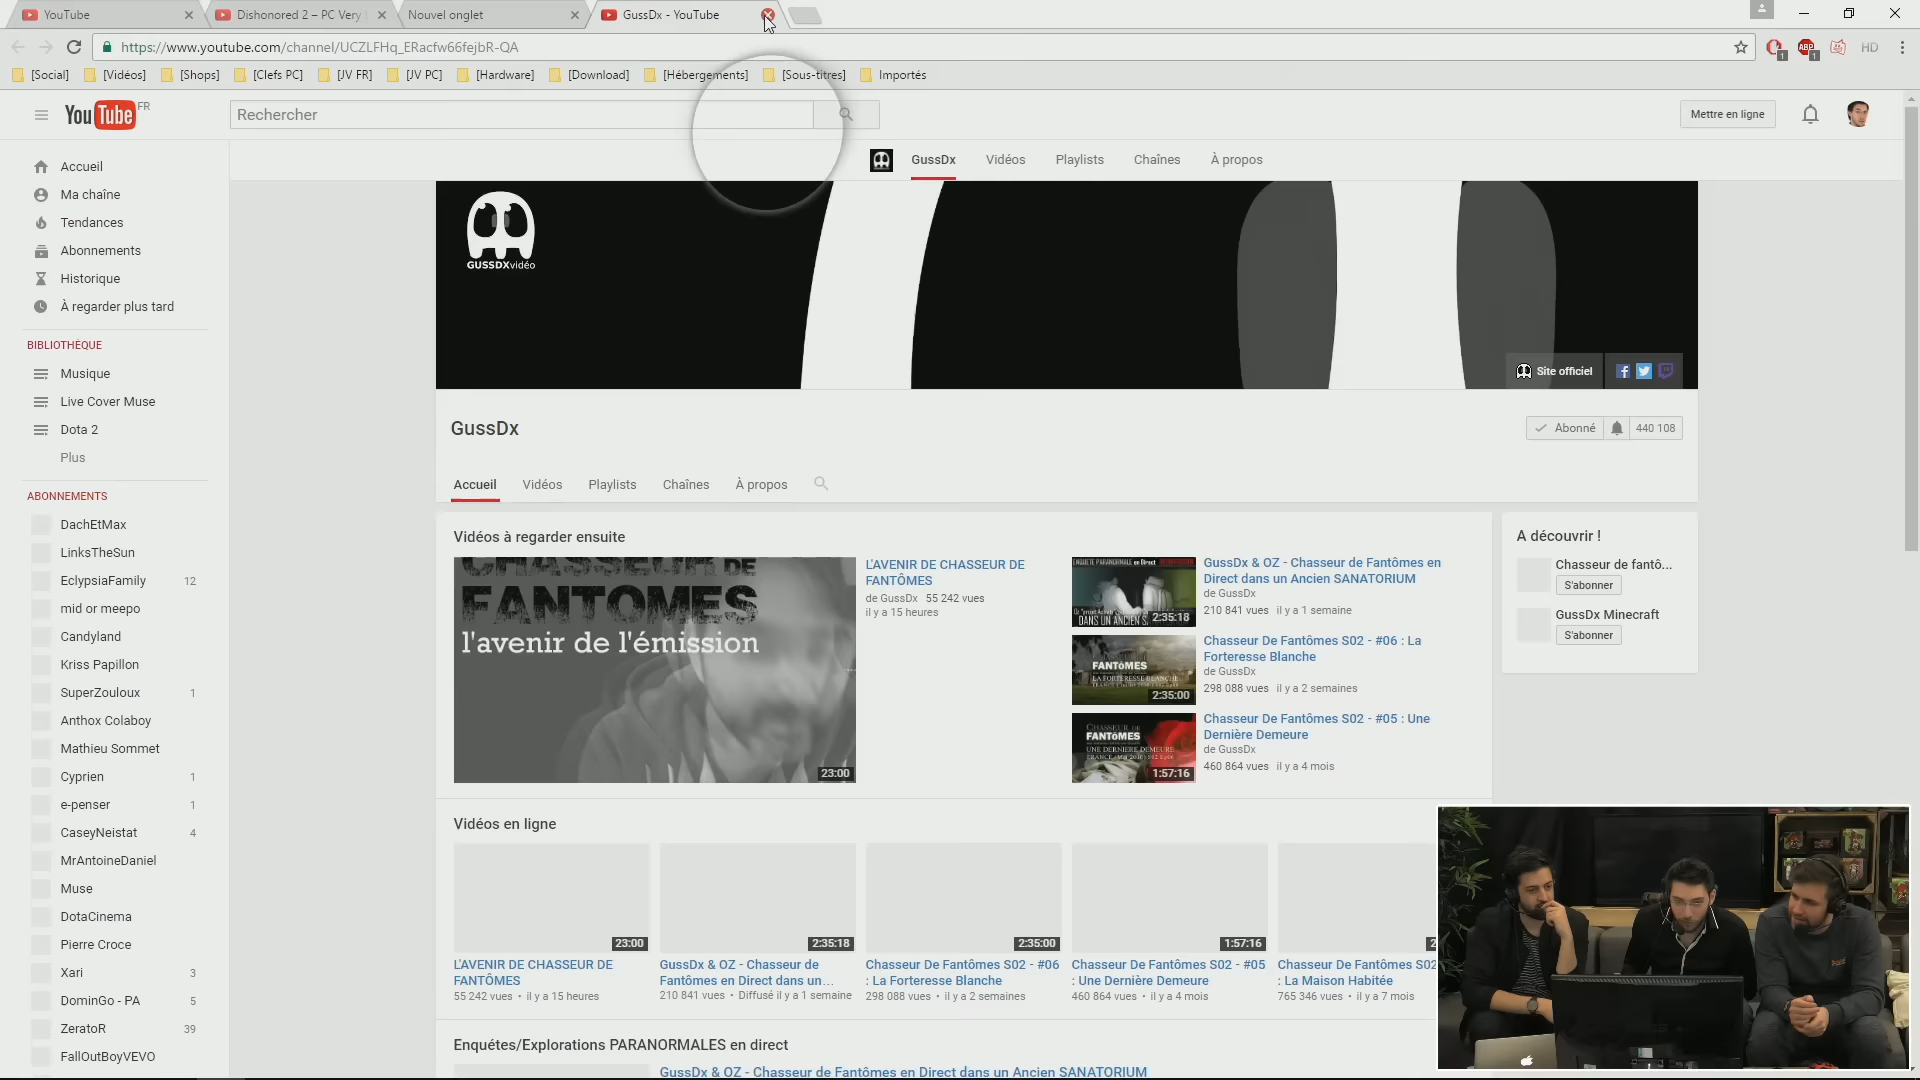 YouTube
Dishonored 2 – PC Very
Nouvel onglet
GussDx - YouTube
https://www.youtube.com/channel/UCZLFHq_ERacfw66fejbR-QA
ABP
1
1
HD
[Social]
[Vidéos]
[Shops]
[Clefs PC]
[JV FR]
[JV PC]
[Hardware]
[Download]
[Hébergements]
[Sous-titres]
Importés
YouTube FR
Rechercher
Mettre en ligne
GussDx
Vidéos
Playlists
Chaînes
À propos
Accueil
Ma chaîne
Tendances
Abonnements
Historique
À regarder plus tard
BIBLIOTHÈQUE
Musique
Live Cover Muse
Dota 2
Plus
ABONNEMENTS
DachEtMax
LinksTheSun
EclypsiaFamily 12
mid or meepo
Candyland
Kriss Papillon
SuperZouloux 1
Anthox Colaboy
Mathieu Sommet
Cyprien 1
e-penser 1
CaseyNeistat 4
MrAntoineDaniel
Muse
DotaCinema
Pierre Croce
Xari 3
DominGo - PA 5
ZeratoR 39
FallOutBoyVEVO
GUSSDXvidéo
Site officiel
GussDx
Abonné
440 108
Accueil
Vidéos
Playlists
Chaînes
À propos
Vidéos à regarder ensuite
CHASSEUR DE
FANTOMES
l'avenir de l'émission
23:00
L'AVENIR DE CHASSEUR DE
FANTÔMES
de GussDx 55 242 vues
il y a 15 heures
2:35:18
GussDx & OZ - Chasseur de Fantômes en
Direct dans un Ancien SANATORIUM
de GussDx
210 841 vues il y a 1 semaine
FANTôMES
LA FORTERESSE BLANCHE
2:35:00
Chasseur De Fantômes S02 - #06 : La
Forteresse Blanche
de GussDx
298 088 vues il y a 2 semaines
CHASSEUR DE
FANTôMES
UNE DERNIERE DEMEURE
1:57:16
Chasseur De Fantômes S02 - #05 : Une
Dernière Demeure
de GussDx
460 864 vues il y a 4 mois
A découvrir !
Chasseur de fantô...
S'abonner
GussDx Minecraft
S'abonner
Vidéos en ligne
23:00
L'AVENIR DE CHASSEUR DE
FANTÔMES
55 242 vues • il y a 15 heures
2:35:18
GussDx & OZ - Chasseur de
Fantômes en Direct dans un...
210 841 vues • Diffusé il y a 1 semaine
2:35:00
Chasseur De Fantômes S02 - #06
: La Forteresse Blanche
298 088 vues • il y a 2 semaines
1:57:16
Chasseur De Fantômes S02 - #05
: Une Dernière Demeure
460 864 vues • il y a 4 mois
2
Chasseur De Fantômes S02
: La Maison Habitée
765 346 vues • il y a 7 mois
Enquétes/Explorations PARANORMALES en direct
GussDx & OZ - Chasseur de Fantômes en Direct dans un Ancien SANATORIUM